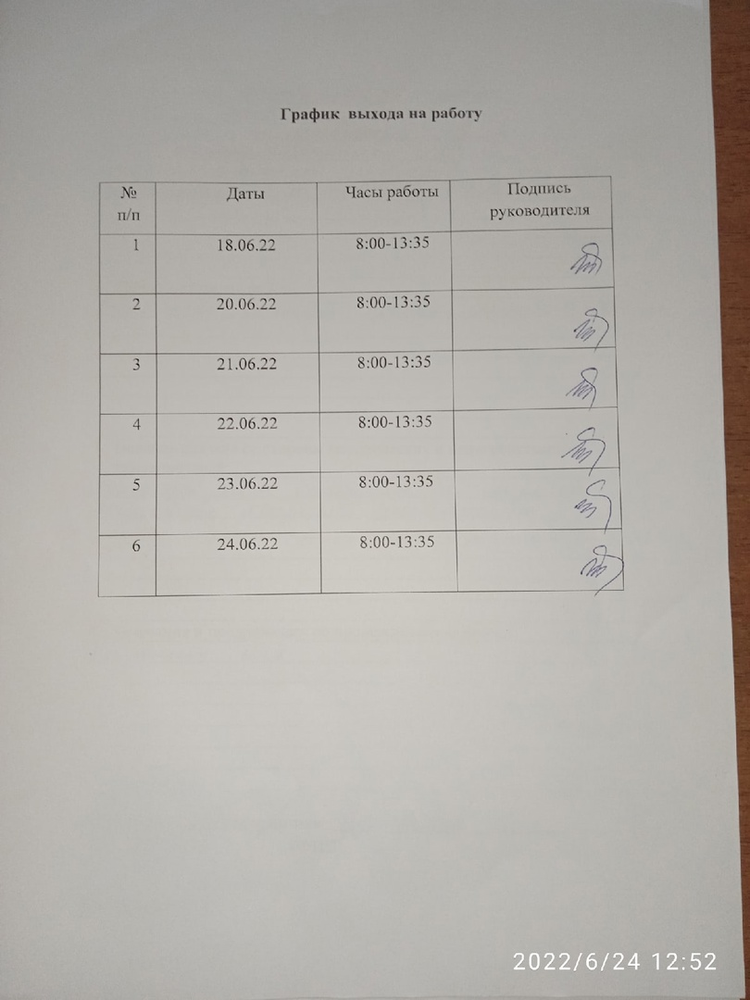 График выхода на работу
№ п/п Даты Часы работы Подпись руководителя
1 18.06.22 8:00-13:35
2 20.06.22 8:00-13:35
3 21.06.22 8:00-13:35
4 22.06.22 8:00-13:35
5 23.06.22 8:00-13:35
6 24.06.22 8:00-13:35
2022/6/24 12:52